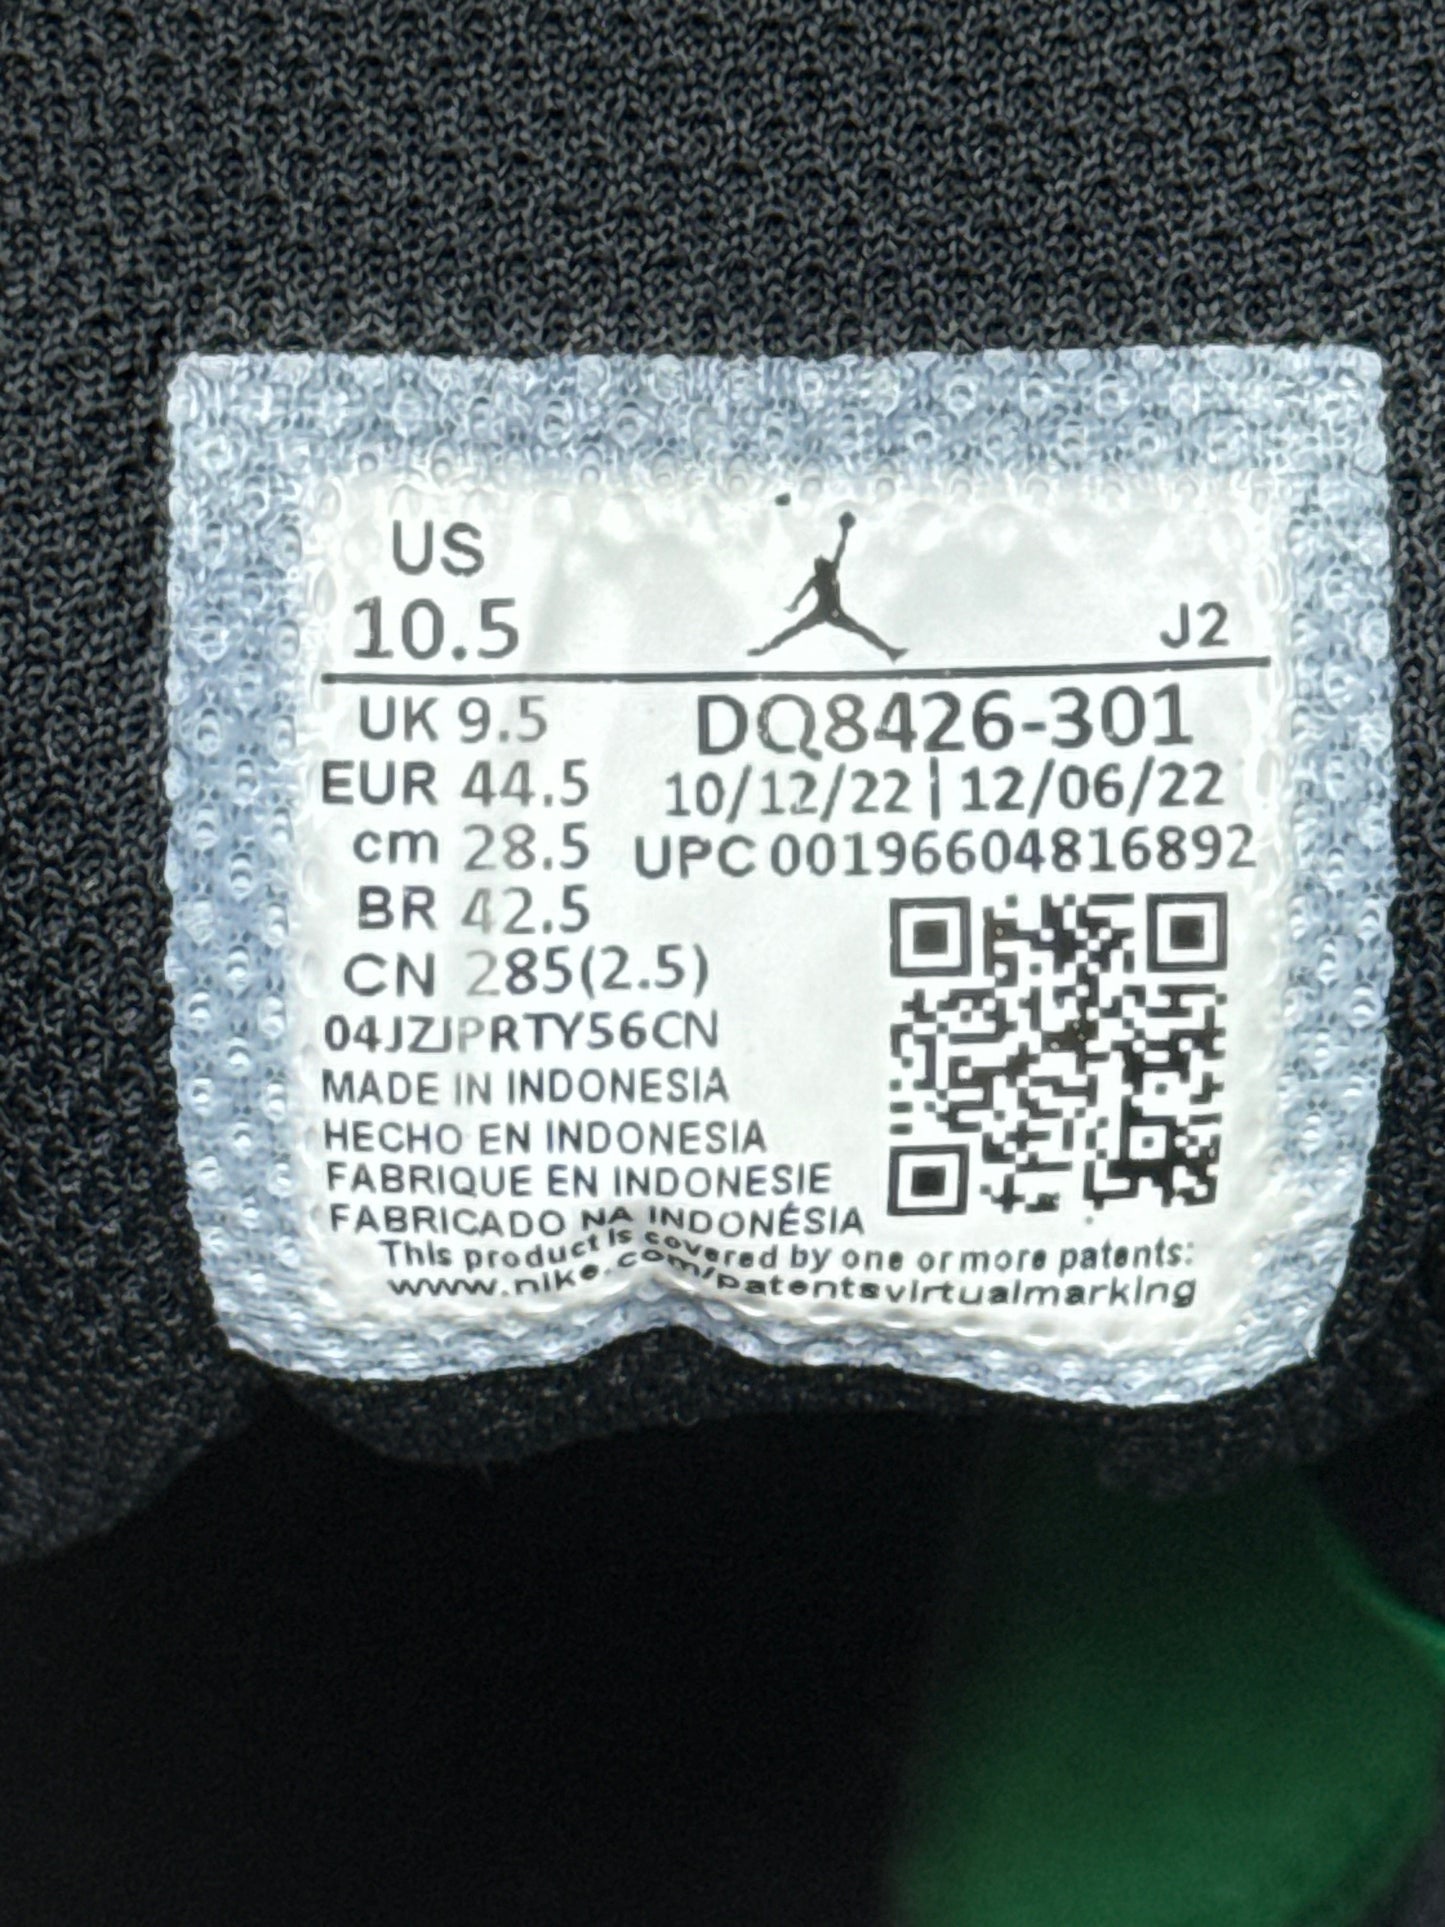 US
10.5
J2
UK 9.5
EUR 44.5
cm 28.5
BR 42.5
CN 285(2.5)
DQ8426-301
10/12/22 | 12/06/22
UPC 00196604816892
04JZJPRTY56CN
MADE IN INDONESIA
HECHO EN INDONESIA
FABRIQUE EN INDONESIE
FABRICADO NA INDONÉSIA
This product is covered by one or more patents:
www.nike.com/patentsvirtualmarking